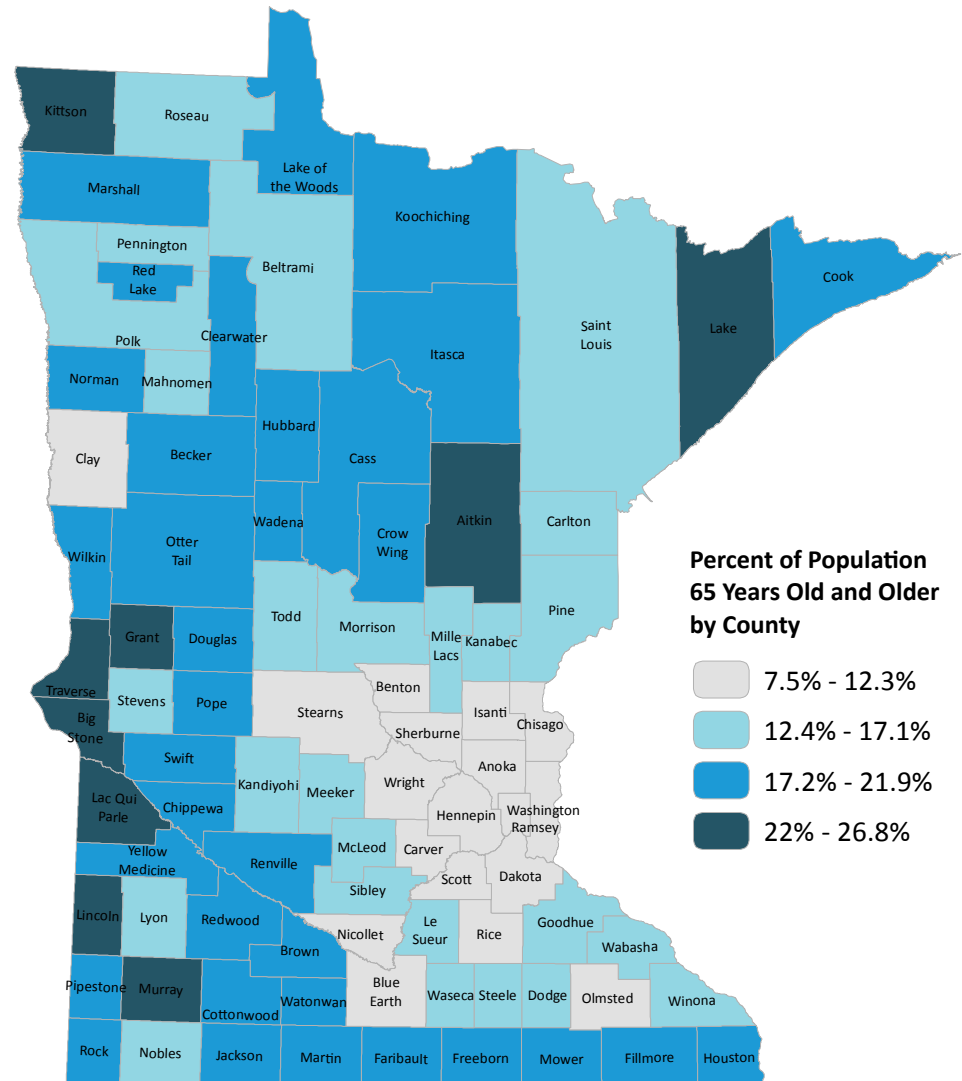 Kittson
Roseau
Lake of
the Woods
Marshall
Koochiching
Pennington
Beltrami
Red
Lake
Cook
Saint
Louis
Lake
Clearwater
Polk
Itasca
Norman
Mahnomen
Hubbard
Clay
Becker
Cass
Wadena
Aitkin
Carlton
Crow
Wing
Otter
Tail
Wilkin
Percent of Population
65 Years Old and Older
by County
7.5% - 12.3%
12.4% - 17.1%
17.2% - 21.9%
22% - 26.8%
Pine
Todd
Morrison
Grant
Douglas
Mille
Lacs
Kanabec
Traverse
Benton
Stevens
Pope
Stearns
Isanti
Chisago
Big
Stone
Sherburne
Swift
Anoka
Kandiyohi
Meeker
Wright
Lac Qui
Parle
Chippewa
Hennepin
Washington
Ramsey
Yellow
Medicine
Renville
McLeod
Carver
Scott
Dakota
Sibley
Lincoln
Lyon
Redwood
Nicollet
Le
Sueur
Rice
Goodhue
Wabasha
Brown
Pipestone
Murray
Cottonwood
Watonwan
Blue
Earth
Waseca
Steele
Dodge
Olmsted
Winona
Rock
Nobles
Jackson
Martin
Faribault
Freeborn
Mower
Fillmore
Houston